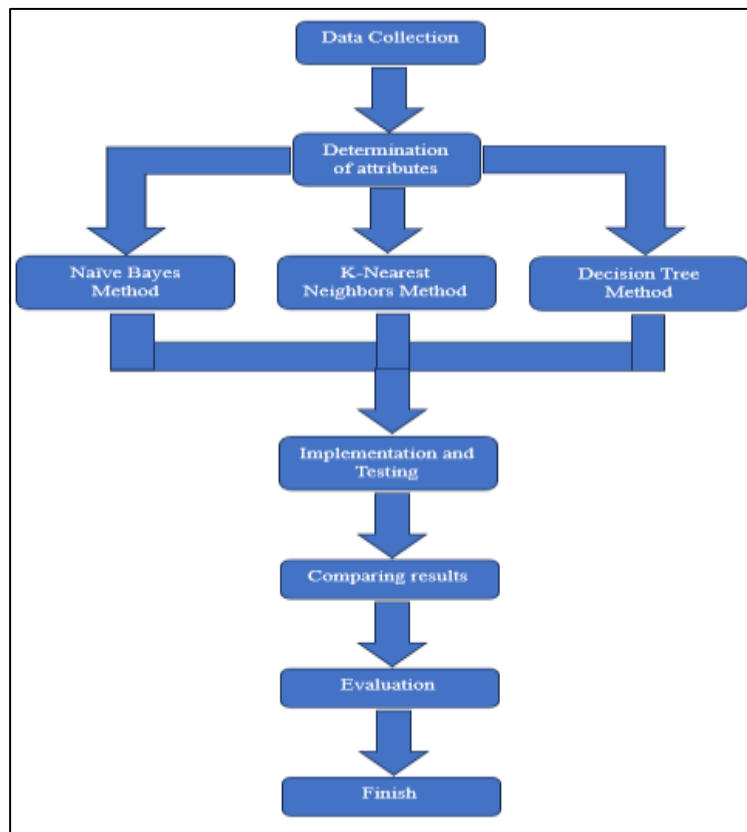 Data Collection
Determination
of attributes
Naïve Bayes
Method
K-Nearest
Neighbors Method
Decision Tree
Method
Implementation and
Testing
Comparing results
Evaluation
Finish